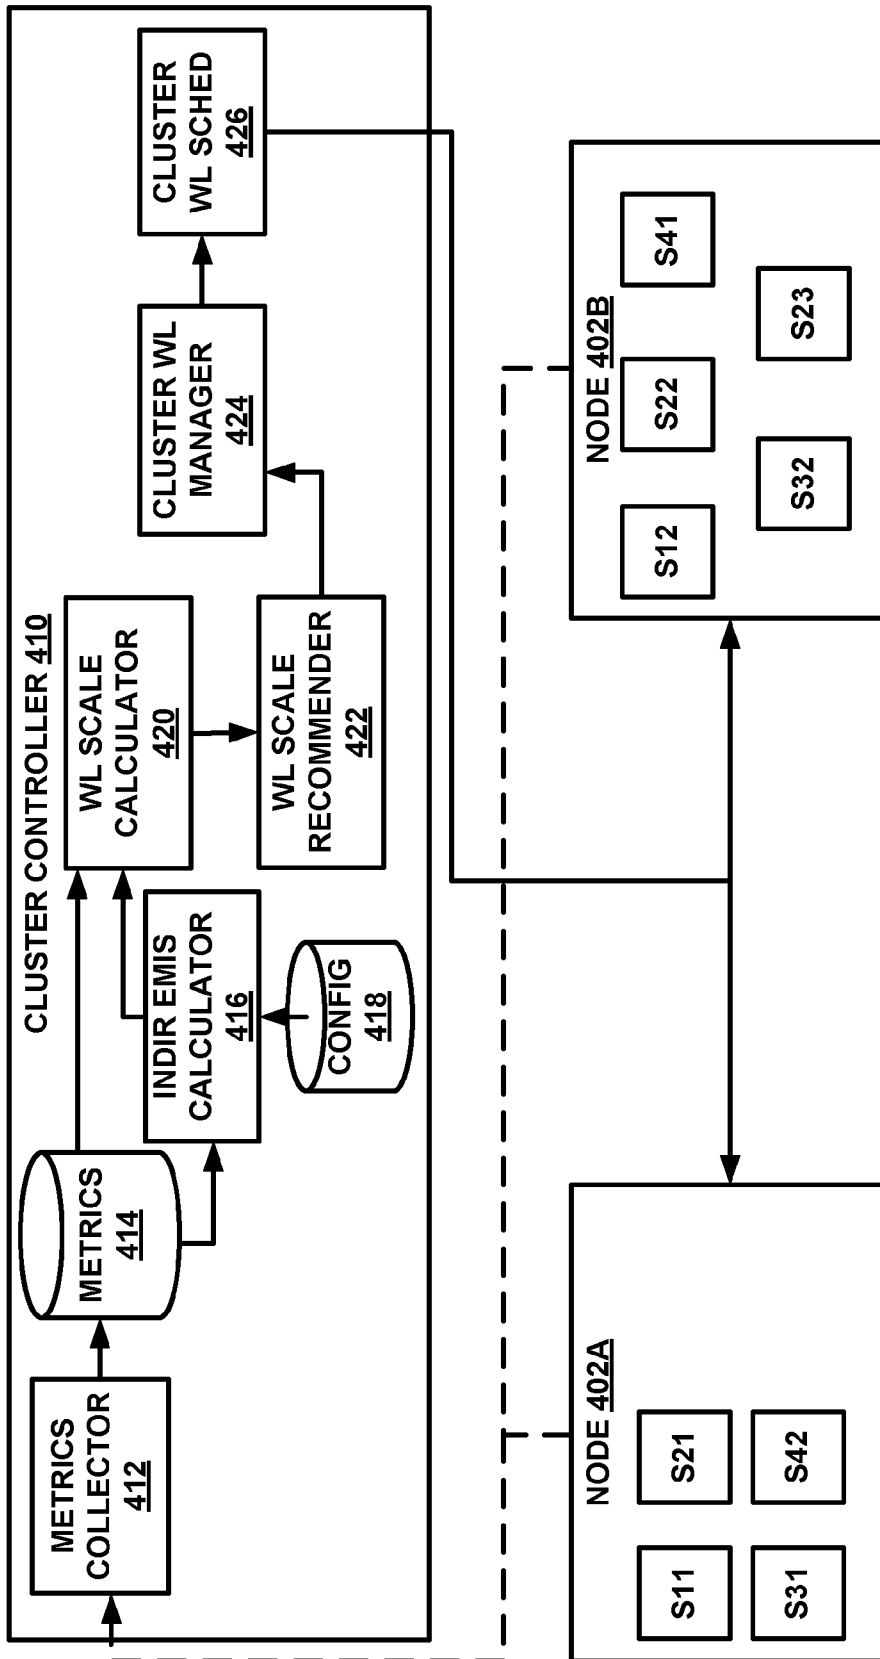 CLUSTER CONTROLLER 410
METRICS
COLLECTOR
412
METRICS
414
INDIR EMIS
CALCULATOR
416
CONFIG
418
WL SCALE
CALCULATOR
420
WL SCALE
RECOMMENDER
422
CLUSTER WL
MANAGER
424
CLUSTER
WL SCHED
426
NODE 402A
S11
S21
S31
S42
NODE 402B
S12
S22
S41
S32
S23